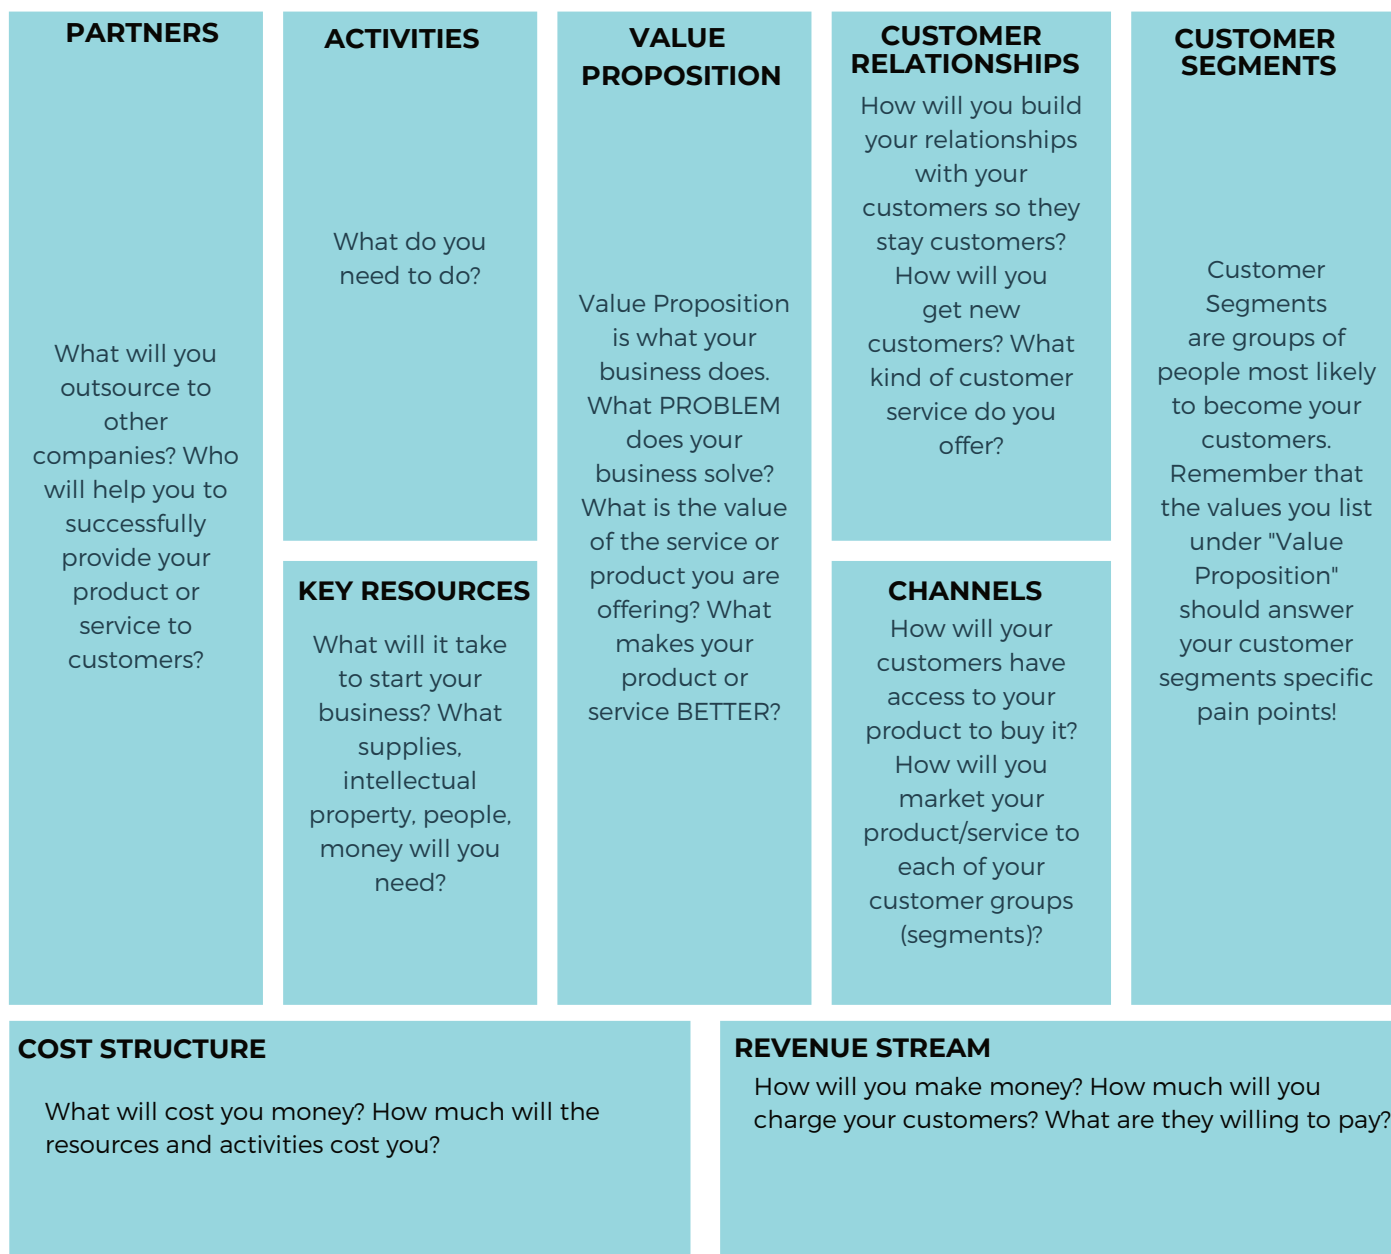 PARTNERS
What will you
outsource to
other
companies? Who
will help you to
successfully
provide your
product or
service to
customers?
ACTIVITIES
What do you
need to do?
KEY RESOURCES
What will it take
to start your
business? What
supplies,
intellectual
property, people,
money will you
need?
VALUE
PROPOSITION
Value Proposition
is what your
business does.
What PROBLEM
does your
business solve?
What is the value
of the service or
product you are
offering? What
makes your
product or
service BETTER?
CUSTOMER
RELATIONSHIPS
How will you build
your relationships
with your
customers so they
stay customers?
How will you
get new
customers? What
kind of customer
service do you
offer?
CHANNELS
How will your
customers have
access to your
product to buy it?
How will you
market your
product/service to
each of your
customer groups
(segments)?
CUSTOMER
SEGMENTS
Customer
Segments
are groups of
people most likely
to become your
customers.
Remember that
the values you list
under "Value
Proposition"
should answer
your customer
segments specific
pain points!
COST STRUCTURE
What will cost you money? How much will the
resources and activities cost you?
REVENUE STREAM
How will you make money? How much will you
charge your customers? What are they willing to pay?